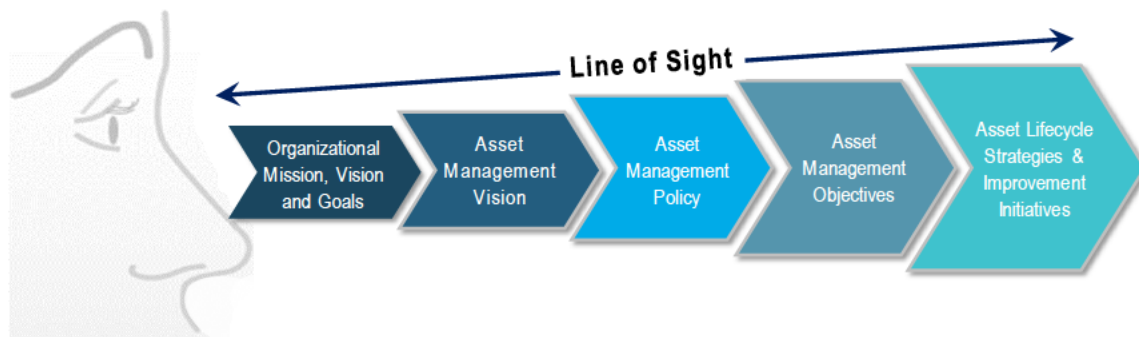 Line of Sight
Organizational
Mission, Vision
and Goals
Asset
Management
Vision
Asset
Management
Policy
Asset
Management
Objectives
Asset Lifecycle
Strategies &
Improvement
Initiatives